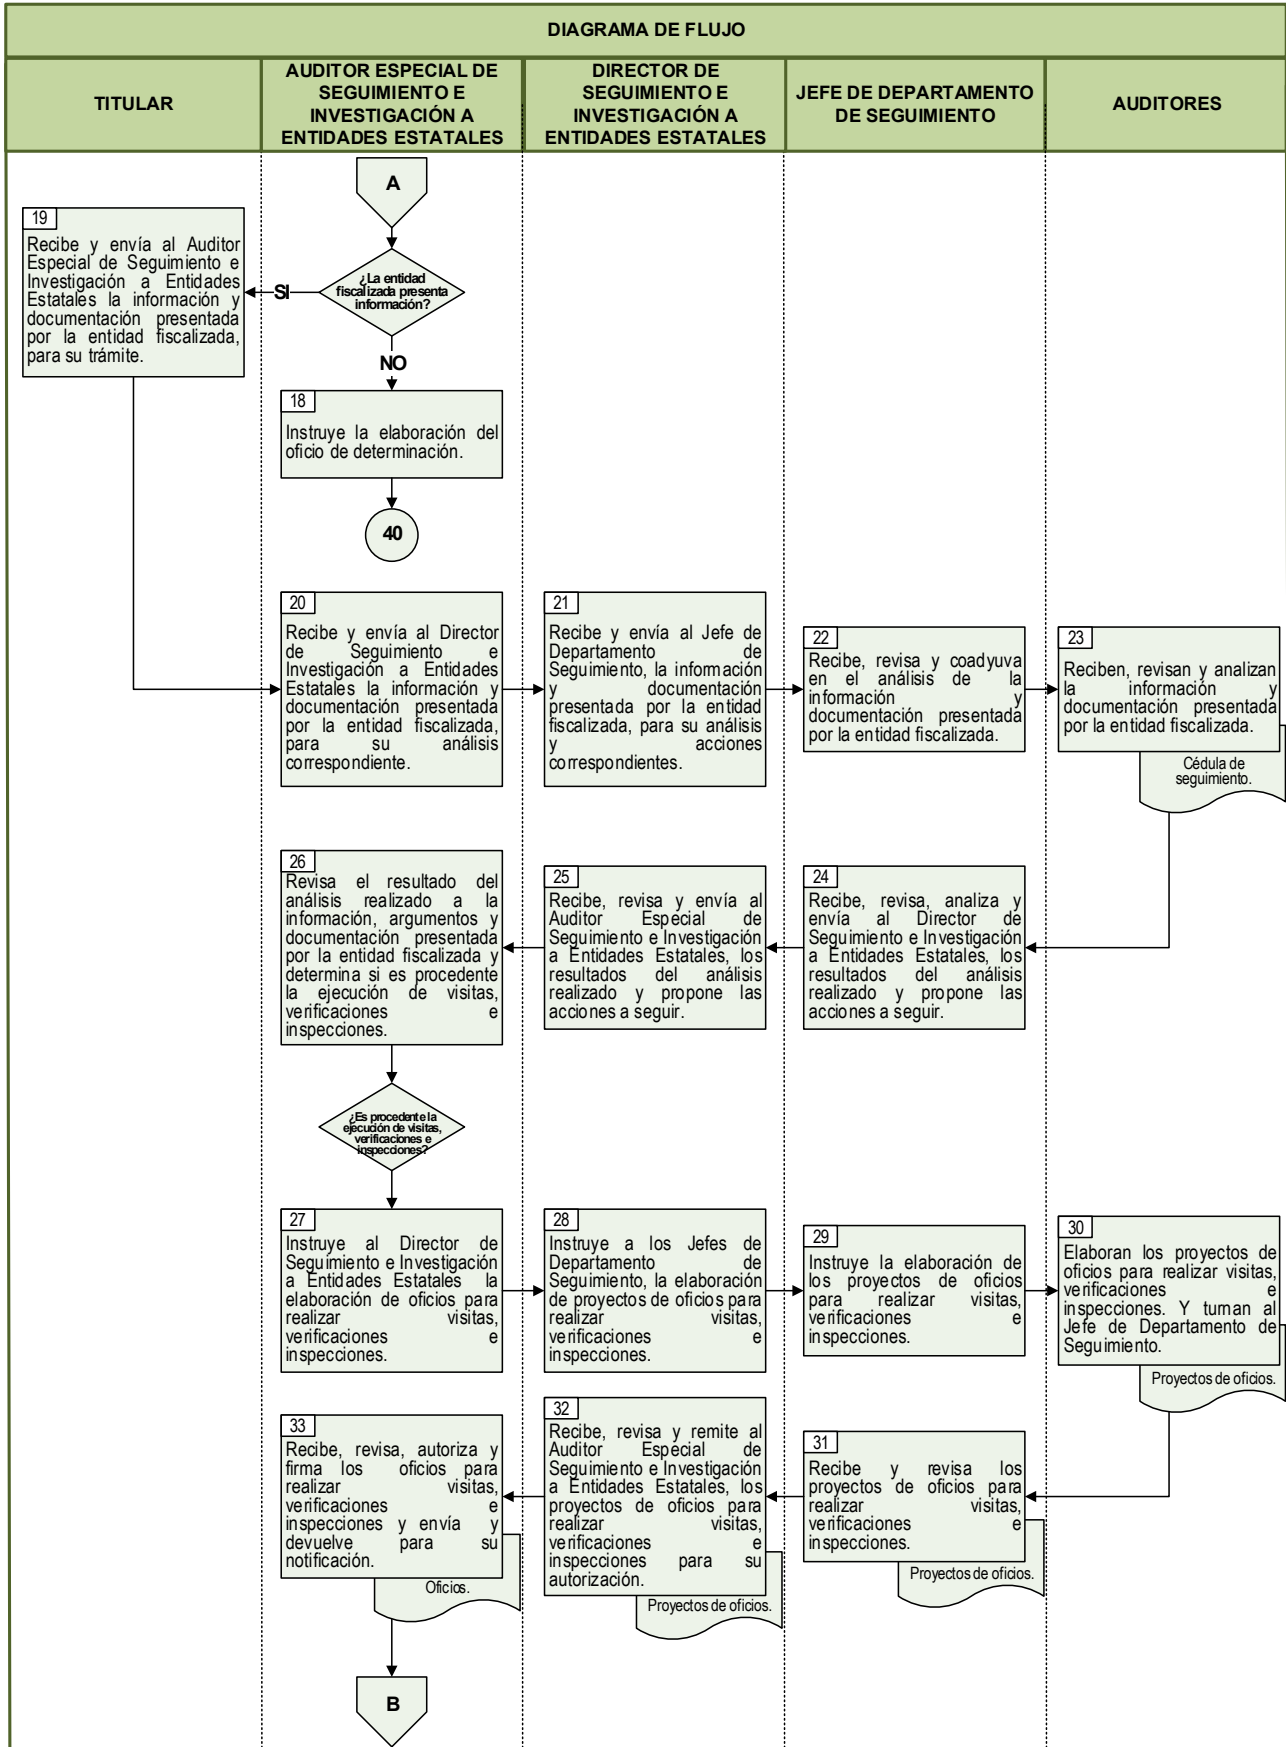 DIAGRAMA DE FLUJO
TITULAR
AUDITOR ESPECIAL DE
SEGUIMIENTO E
INVESTIGACIÓN A
ENTIDADES ESTATALES
DIRECTOR DE
SEGUIMIENTO E
INVESTIGACIÓN A
ENTIDADES ESTATALES
JEFE DE DEPARTAMENTO
DE SEGUIMIENTO
AUDITORES
A
¿La entidad
fiscalizada presenta
información?
SI
19
Recibe y envía al Auditor
Especial de Seguimiento e
Investigación a Entidades
Estatales la información y
documentación presentada
por la entidad fiscalizada,
para su trámite.
NO
18
Instruye la elaboración del
oficio de determinación.
40
20
Recibe y envía al Director
de Seguimiento e
Investigación a Entidades
Estatales la información y
documentación presentada
por la entidad fiscalizada,
para su análisis
correspondiente.
21
Recibe y envía al Jefe de
Departamento de
Seguimiento, la información
y documentación
presentada por la entidad
fiscalizada, para su análisis
y acciones
correspondientes.
22
Recibe, revisa y coadyuva
en el análisis de la
información y
documentación presentada
por la entidad fiscalizada.
23
Reciben, revisan y analizan
la información y
documentación presentada
por la entidad fiscalizada.
Cédula de
seguimiento.
26
Revisa el resultado del
análisis realizado a la
información, argumentos y
documentación presentada
por la entidad fiscalizada y
determina si es procedente
la ejecución de visitas,
verificaciones e
inspecciones.
25
Recibe, revisa y envía al
Auditor Especial de
Seguimiento e Investigación
a Entidades Estatales, los
resultados del análisis
realizado y propone las
acciones a seguir.
24
Recibe, revisa, analiza y
envía al Director de
Seguimiento e Investigación
a Entidades Estatales, los
resultados del análisis
realizado y propone las
acciones a seguir.
¿Es procedente la
ejecución de visitas,
verificaciones e
inspecciones?
27
Instruye al Director de
Seguimiento e Investigación
a Entidades Estatales la
elaboración de oficios para
realizar visitas,
verificaciones e
inspecciones.
28
Instruye a los Jefes de
Departamento de
Seguimiento, la elaboración
de proyectos de oficios para
realizar visitas,
verificaciones e
inspecciones.
29
Instruye la elaboración de
los proyectos de oficios
para realizar visitas,
verificaciones e
inspecciones.
30
Elaboran los proyectos de
oficios para realizar visitas,
verificaciones e
inspecciones. Y turnan al
Jefe de Departamento de
Seguimiento.
Proyectos de oficios.
33
Recibe, revisa, autoriza y
firma los oficios para
realizar visitas,
verificaciones e
inspecciones y envía y
devuelve para su
notificación.
Oficios.
32
Recibe, revisa y remite al
Auditor Especial de
Seguimiento e Investigación
a Entidades Estatales, los
proyectos de oficios para
realizar visitas,
verificaciones e
inspecciones para su
autorización.
Proyectos de oficios.
31
Recibe y revisa los
proyectos de oficios para
realizar visitas,
verificaciones e
inspecciones.
Proyectos de oficios.
B